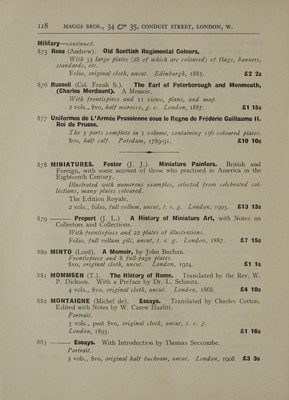 118 MAGGS BROS., 34 & 35, CONDUIT STREET, LONDON, W.
Military—continued.
875 Ross (Andrew). Old Scottish Regimental Colours,
With 33 large plates (28 of which are coloured) of flags, banners,
standards, etc.
Folio, original cloth, uncut. Edinburgh, 1885. £2 2s
876 Russell (Col. Frank S.). The Earl of Peterborough and Monmouth,
(Charles Mordaunt). A Memoir.
With frontispiece and 11 views, plans, and map.
2 vols., 8vo, half morocco, g. e. London, 1887. £1 15s
877 Uniformes de L'Armée Prussienne sous le Regne de Frédéric Guillaume II.
Roi de Prusse.
The 3 parts complete in 1 volume, containing 156 coloured plates.
8vo, half calf. Potsdam, 1789-91. £10 10s
878 MINIATURES. Foster (J. J.). Miniature Painters. British and
Foreign, with some account of those who practised in America in the
Eighteenth Century.
Illustrated with numerous examples, selected from celebrated col-
lections, many plates coloured.
The Edition Royale.
2 vols., folio, full vellum, uncut, t. e. g. London, 1903. £13 13s
879 —— Propert (J. L.) A History of Miniature Art, with Notes on
Collectors and Collections.
With frontispiece and 22 plates of illustrations.
Folio, full vellum gilt, uncut, t. e. g. London, 1887. £7 15s
880 MINTO (Lord). A Memoir, by John Buchan.
Frontispiece and 8 full-page plates.
8vo, original cloth, uncut. London, 1924. £1 1s
881 MOMMSEN (T.). The History of Rome. Translated by the Rev. W.
P. Dickson. With a Preface by Dr. L. Schmitz.
4 vols., 8vo, original cloth, uncut. London, 1868. £4 10s
882 MONTAIGNE (Michel de). Essays. Translated by Charles Cotton.
Edited with Notes by W. Carew Hazlitt.
Portrait.
3 vols., post 8vo, original cloth, uncut, t. e. g.
London, 1893. £1 16s
883 —— Essays. With Introduction by Thomas Seccombe.
Portrait.
3 vols., 8vo, original half buckram, uncut. London, 1908. £3 3s